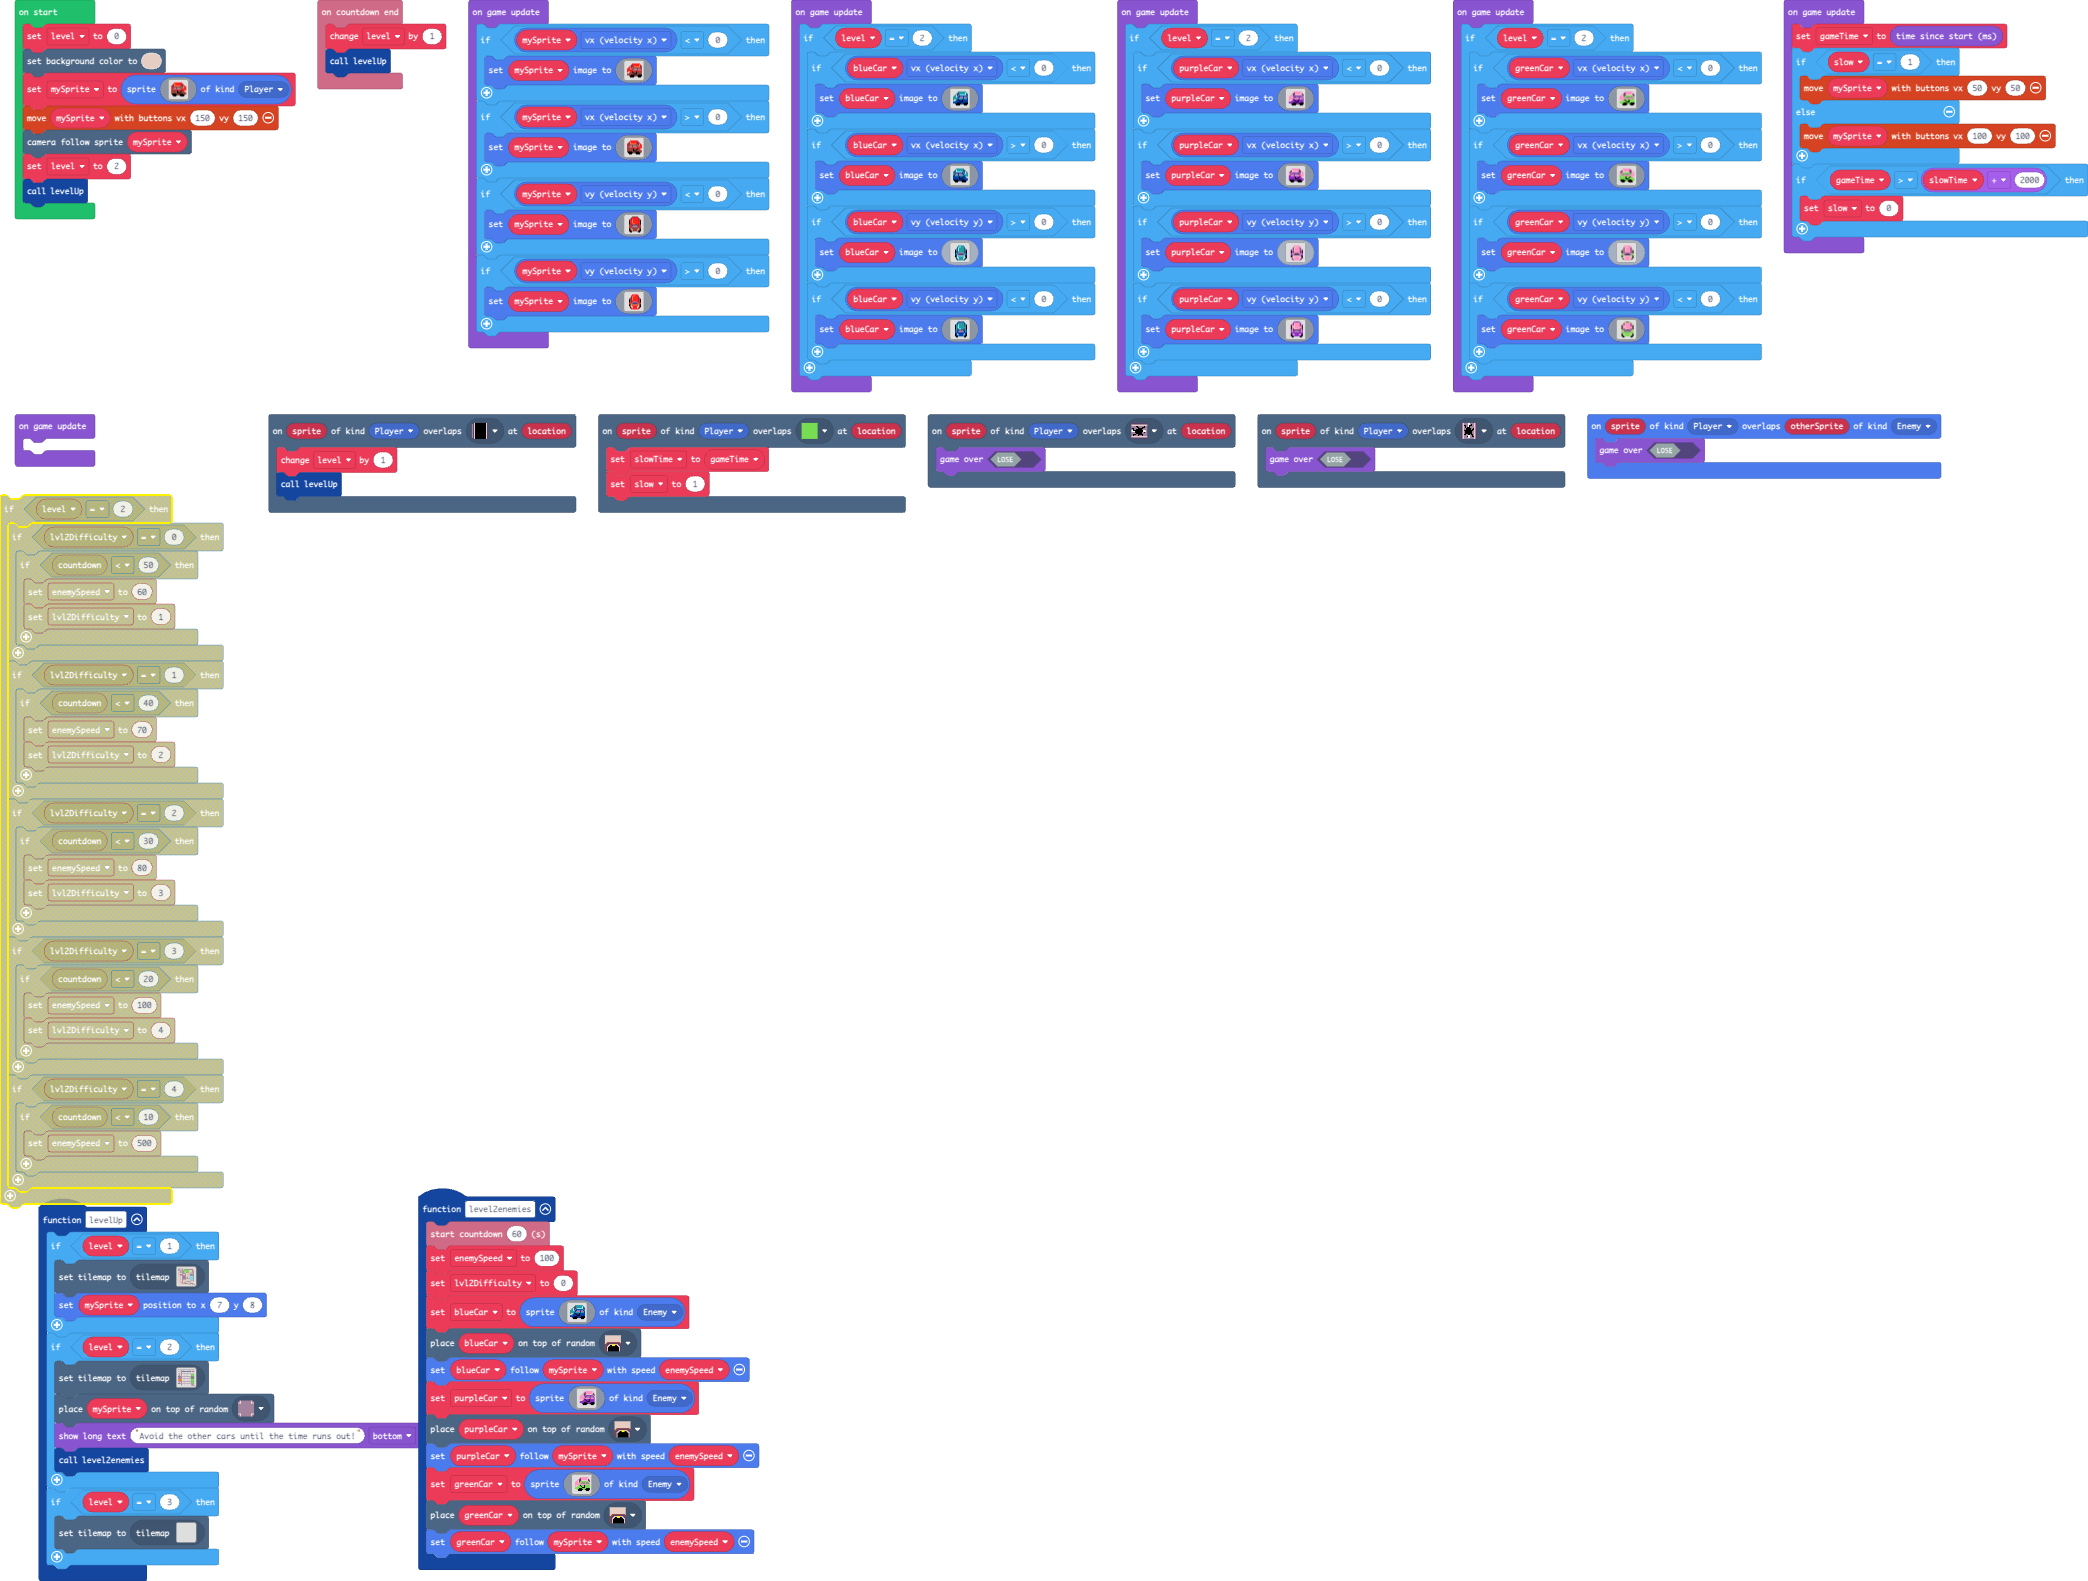 on start
set level to 0
set background color to
set mySprite to sprite of kind Player
move mySprite with buttons vx 150 vy 150
camera follow sprite mySprite
set level to 2
call levelUp
on countdown end
change level by 1
call levelUp
on game update
if mySprite vx (velocity x) < 0 then
set mySprite image to
if mySprite vx (velocity x) > 0 then
set mySprite image to
if mySprite vy (velocity y) < 0 then
set mySprite image to
if mySprite vy (velocity y) > 0 then
set mySprite image to
on game update
if level = 2 then
if blueCar vx (velocity x) < 0 then
set blueCar image to
if blueCar vx (velocity x) > 0 then
set blueCar image to
if blueCar vy (velocity y) > 0 then
set blueCar image to
if blueCar vy (velocity y) < 0 then
set blueCar image to
on game update
if level = 2 then
if purpleCar vx (velocity x) < 0 then
set purpleCar image to
if purpleCar vx (velocity x) > 0 then
set purpleCar image to
if purpleCar vy (velocity y) > 0 then
set purpleCar image to
if purpleCar vy (velocity y) < 0 then
set purpleCar image to
on game update
if level = 2 then
if greenCar vx (velocity x) < 0 then
set greenCar image to
if greenCar vx (velocity x) > 0 then
set greenCar image to
if greenCar vy (velocity y) > 0 then
set greenCar image to
if greenCar vy (velocity y) < 0 then
set greenCar image to
on game update
set gameTime to time since start (ms)
if slow = 1 then
move mySprite with buttons vx 50 vy 50
else
move mySprite with buttons vx 100 vy 100
if gameTime > slowTime + 2000 then
set slow to 0
on game update
on sprite of kind Player overlaps at location
change level by 1
call levelUp
on sprite of kind Player overlaps at location
set slowTime to gameTime
set slow to 1
on sprite of kind Player overlaps at location
game over LOSE
on sprite of kind Player overlaps at location
game over LOSE
on sprite of kind Player overlaps otherSprite of kind Enemy
game over LOSE
if level = 2 then
if lvl2Difficulty = 0 then
if countdown < 50 then
set enemySpeed to 60
set lvl2Difficulty to 1
if lvl2Difficulty = 1 then
if countdown < 40 then
set enemySpeed to 70
set lvl2Difficulty to 2
if lvl2Difficulty = 2 then
if countdown < 30 then
set enemySpeed to 80
set lvl2Difficulty to 3
if lvl2Difficulty = 3 then
if countdown < 20 then
set enemySpeed to 100
set lvl2Difficulty to 4
if lvl2Difficulty = 4 then
if countdown < 10 then
set enemySpeed to 500
function levelUp
if level = 1 then
set tilemap to tilemap
set mySprite position to x 7 y 8
if level = 2 then
set tilemap to tilemap
place mySprite on top of random
show long text "Avoid the other cars until the time runs out!" bottom
call level2enemies
if level = 3 then
set tilemap to tilemap
function level2enemies
start countdown 60 (s)
set enemySpeed to 100
set lvl2Difficulty to 0
set blueCar to sprite of kind Enemy
place blueCar on top of random
set blueCar follow mySprite with speed enemySpeed
set purpleCar to sprite of kind Enemy
place purpleCar on top of random
set purpleCar follow mySprite with speed enemySpeed
set greenCar to sprite of kind Enemy
place greenCar on top of random
set greenCar follow mySprite with speed enemySpeed